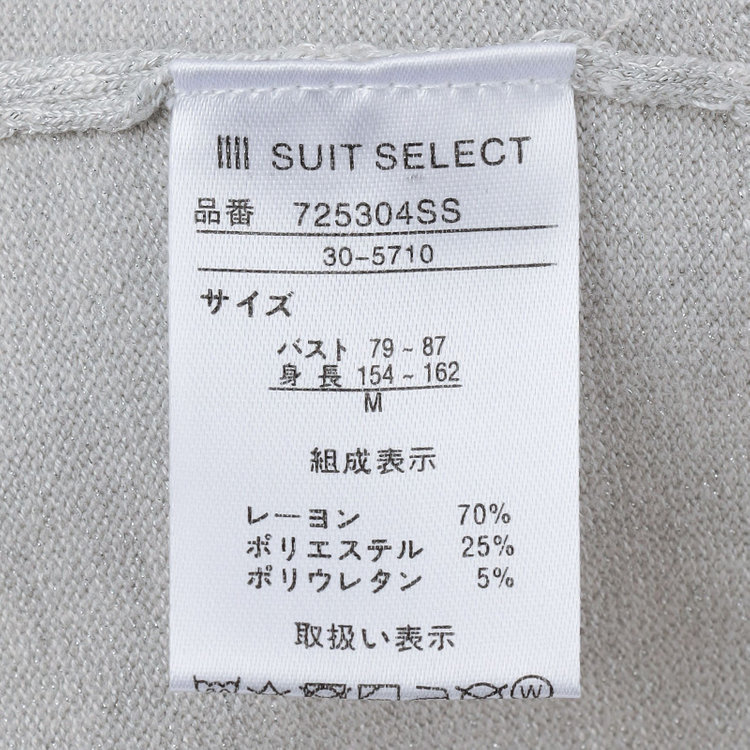 SUIT SELECT
品番 725304SS
30-5710
サイズ
バスト 79~87
身長 154~162
M
組成表示
レーヨン 70%
ポリエステル 25%
ポリウレタン 5%
取扱い表示
W